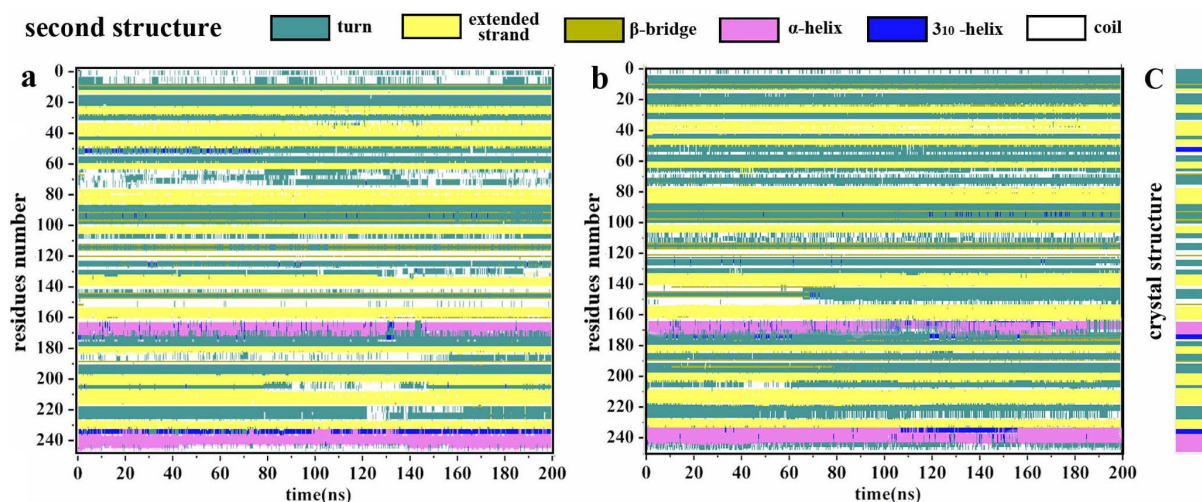 second structure turn extended strand β-bridge α-helix 3₁₀ -helix coil
a
residues number
0
20
40
60
80
100
120
140
160
180
200
220
240
0 20 40 60 80 100 120 140 160 180 200
time(ns)
b
residues number
0
20
40
60
80
100
120
140
160
180
200
220
240
0 20 40 60 80 100 120 140 160 180 200
time(ns)
C
crystal structure